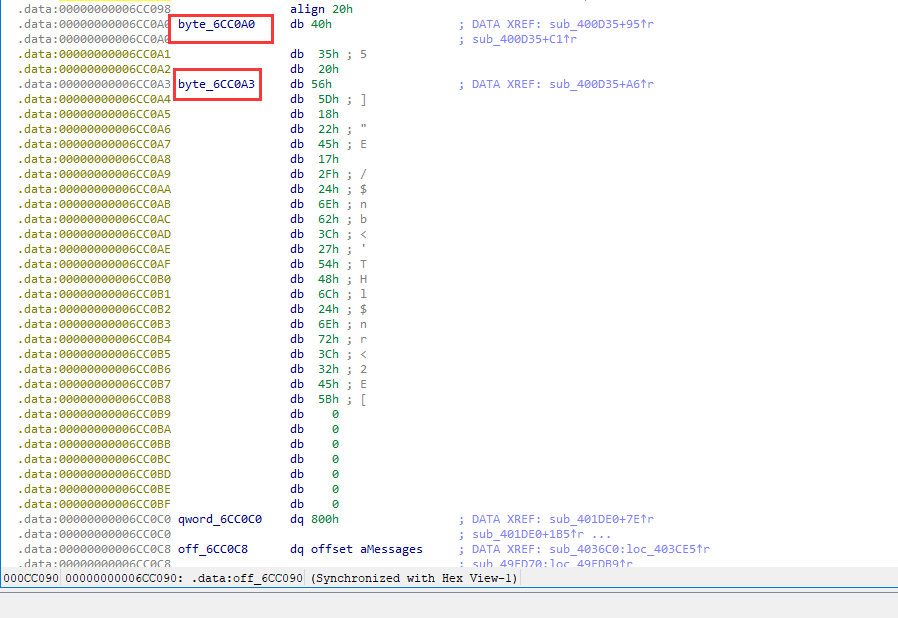 .data:00000000006CC098 align 20h
.data:00000000006CC0A0 byte_6CC0A0 db 40h ; DATA XREF: sub_400D35+95↑r
.data:00000000006CC0A0 ; sub_400D35+C1↑r
.data:00000000006CC0A1 db 35h ; 5
.data:00000000006CC0A2 db 20h
.data:00000000006CC0A3 byte_6CC0A3 db 56h ; DATA XREF: sub_400D35+A6↑r
.data:00000000006CC0A4 db 5Dh ; ]
.data:00000000006CC0A5 db 18h
.data:00000000006CC0A6 db 22h ; "
.data:00000000006CC0A7 db 45h ; E
.data:00000000006CC0A8 db 17h
.data:00000000006CC0A9 db 2Fh ; /
.data:00000000006CC0AA db 24h ; $
.data:00000000006CC0AB db 6Eh ; n
.data:00000000006CC0AC db 62h ; b
.data:00000000006CC0AD db 3Ch ; <
.data:00000000006CC0AE db 27h ; '
.data:00000000006CC0AF db 54h ; T
.data:00000000006CC0B0 db 48h ; H
.data:00000000006CC0B1 db 6Ch ; l
.data:00000000006CC0B2 db 24h ; $
.data:00000000006CC0B3 db 6Eh ; n
.data:00000000006CC0B4 db 72h ; r
.data:00000000006CC0B5 db 3Ch ; <
.data:00000000006CC0B6 db 32h ; 2
.data:00000000006CC0B7 db 45h ; E
.data:00000000006CC0B8 db 5Bh ; [
.data:00000000006CC0B9 db 0
.data:00000000006CC0BA db 0
.data:00000000006CC0BB db 0
.data:00000000006CC0BC db 0
.data:00000000006CC0BD db 0
.data:00000000006CC0BE db 0
.data:00000000006CC0BF db 0
.data:00000000006CC0C0 qword_6CC0C0 dq 800h ; DATA XREF: sub_401DE0+7E↑r
.data:00000000006CC0C0 ; sub_401DE0+1B5↑r ...
.data:00000000006CC0C8 off_6CC0C8 dq offset aMessages ; DATA XREF: sub_4036C0:loc_403CE5↑r
.data:00000000006CC0C8 ; sub_49ED70:loc_49EDB9↑r
000CC090 00000000006CC090: .data:off_6CC090 (Synchronized with Hex View-1)